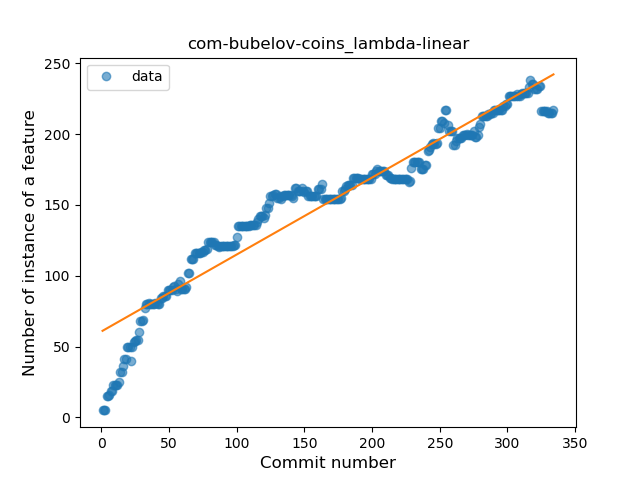 com-bubelov-coins_lambda-linear
data
Number of instance of a feature
250
200
150
100
50
0
0 50 100 150 200 250 300 350
Commit number